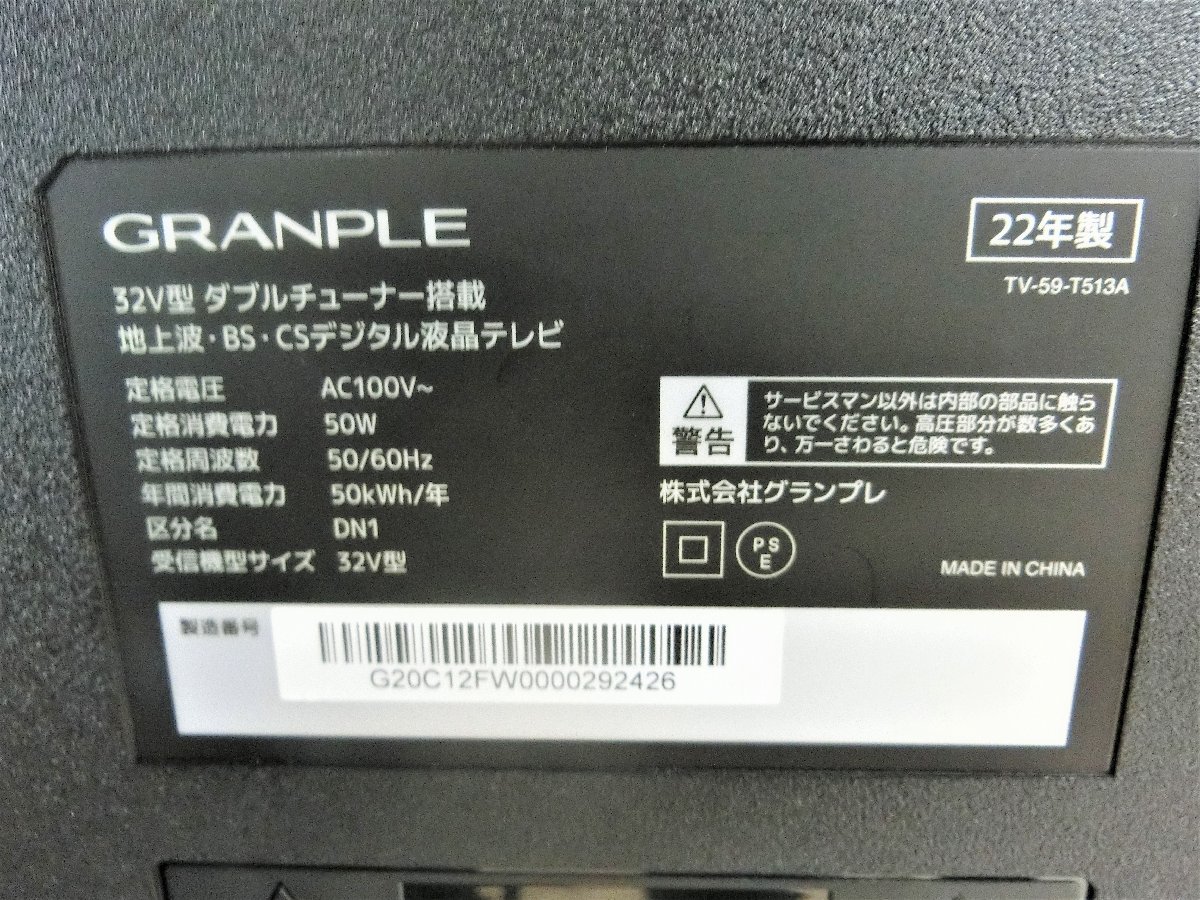 GRANPLE
22年製
TV-59-T513A
32V型 ダブルチューナー搭載
地上波・BS・CSデジタル液晶テレビ
定格電圧 AC100V~
定格消費電力 50W
定格周波数 50/60Hz
年間消費電力 50kWh/年
区分名 DN1
受信機型サイズ 32V型
警告
サービスマン以外は内部の部品に触ら
ないでください。高圧部分が数多くあ
り、万一さわると危険です。
株式会社グランプレ
PS
E
MADE IN CHINA
製造番号
G20C12FW0000292426